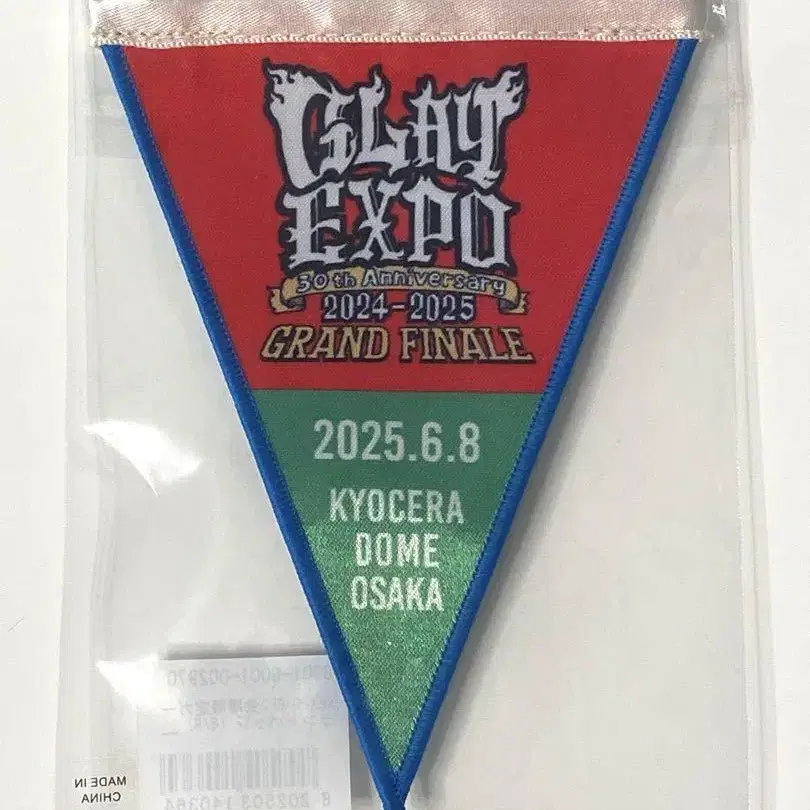 GLAY
EXPO
30th Anniversary
2024-2025
GRAND FINALE
2025.6.8
KYOCERA
DOME
OSAKA
MADE IN
CHINA